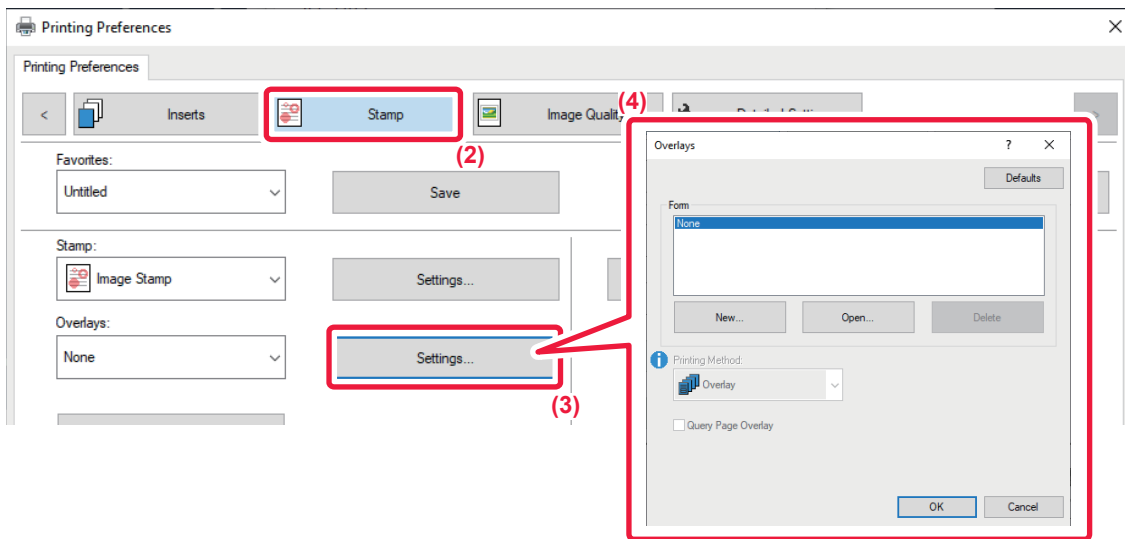 Printing Preferences
Printing Preferences
<
Inserts
Stamp
Image Quality
(4)
(2)
Favorites:
Untitled
Save
Stamp:
Image Stamp
Settings...
Overlays:
None
Settings...
(3)
Overlays
?
Defaults
Form
None
New...
Open...
Delete
Printing Method:
Overlay
Query Page Overlay
OK
Cancel